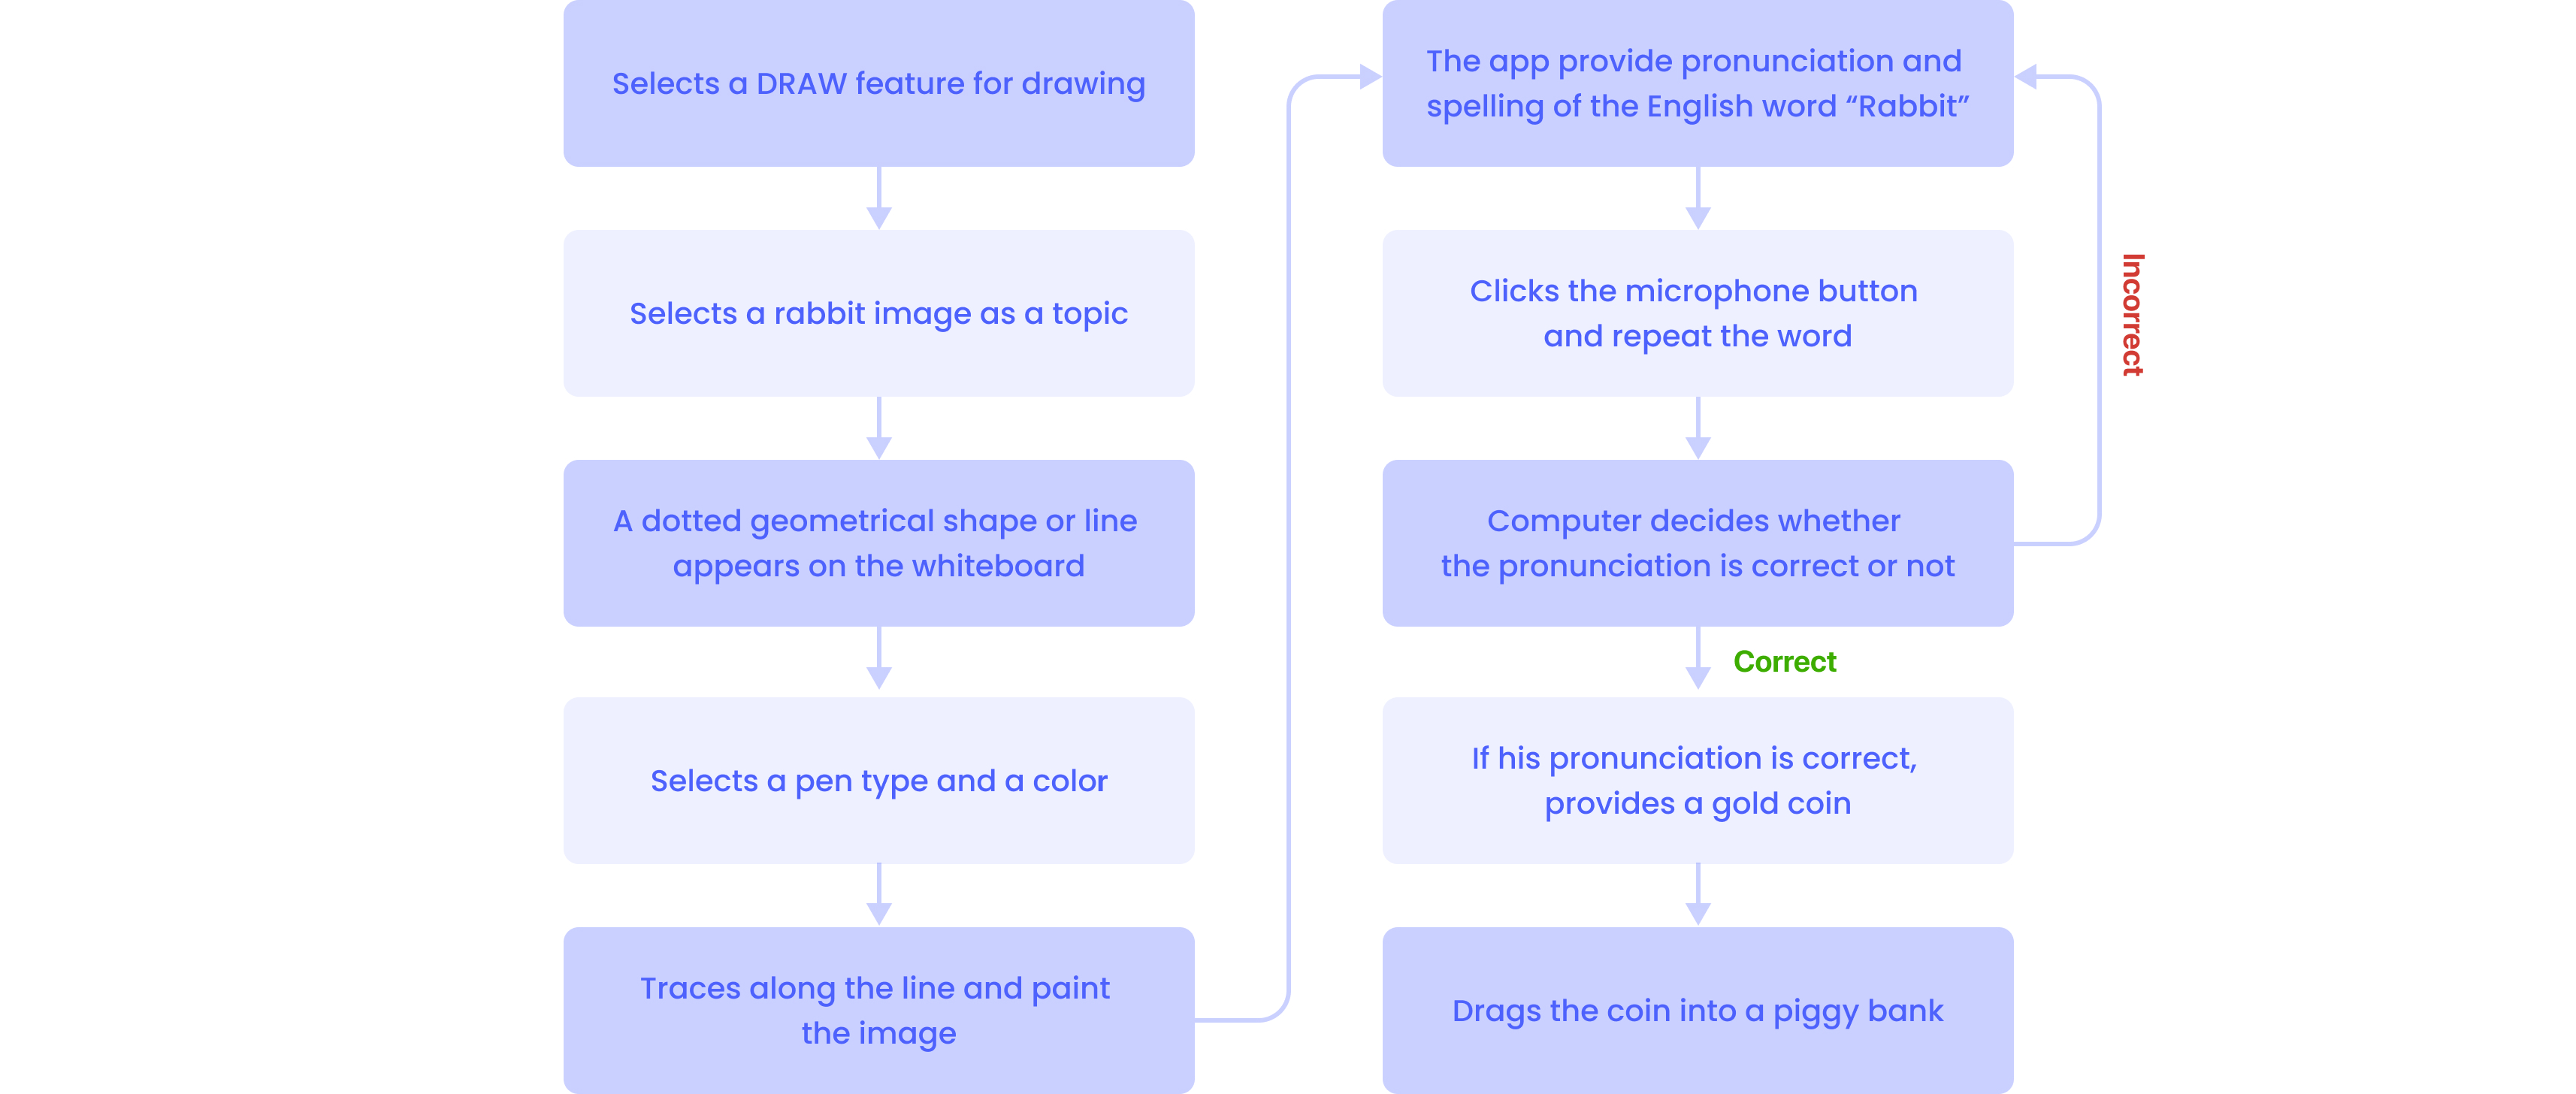 Selects a DRAW feature for drawing
Selects a rabbit image as a topic
A dotted geometrical shape or line
appears on the whiteboard
Selects a pen type and a color
Traces along the line and paint
the image
The app provide pronunciation and
spelling of the English word “Rabbit”
Clicks the microphone button
and repeat the word
Computer decides whether
the pronunciation is correct or not
Incorrect
Correct
If his pronunciation is correct,
provides a gold coin
Drags the coin into a piggy bank